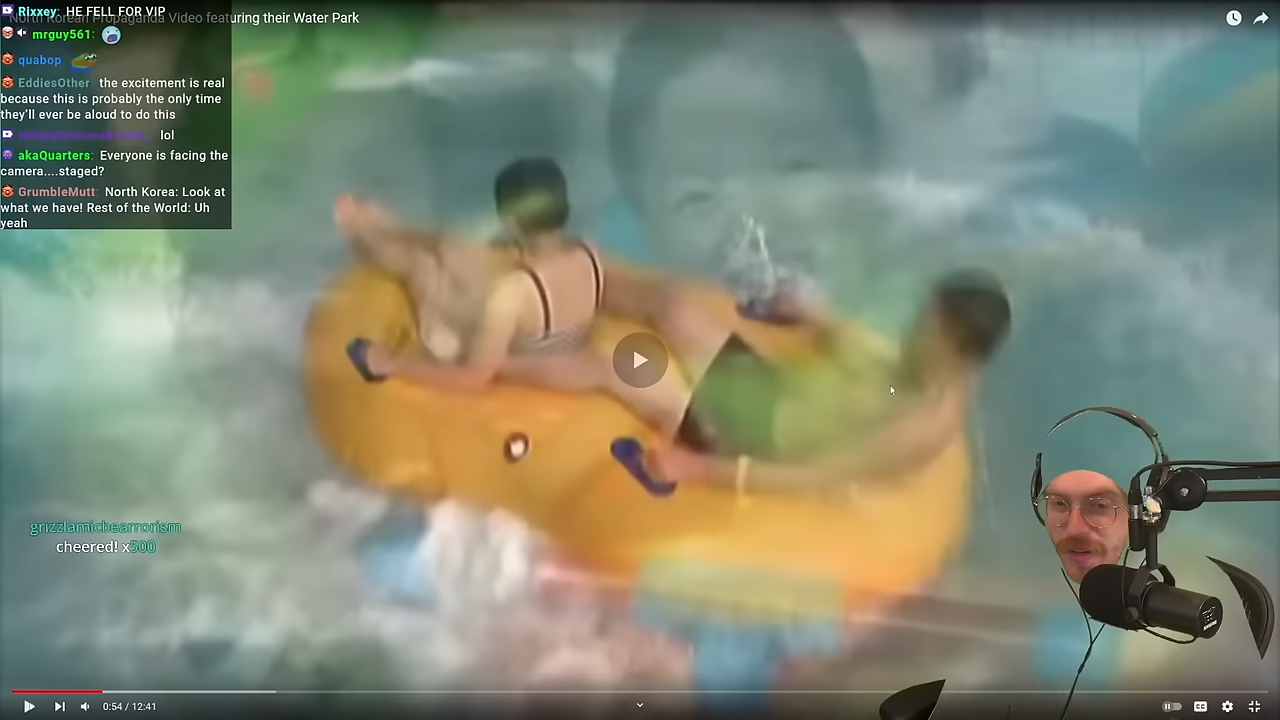 Rixxey: HE FELL FOR VIP
North Korean Propaganda Video featuring their Water Park
mrguy561:
quabop
EddiesOther the excitement is real
because this is probably the only time
they'll ever be aloud to do this
lol
akaQuarters: Everyone is facing the
camera....staged?
GrumbleMutt North Korea: Look at
what we have! Rest of the World: Uh
yeah
grizzlamicbearrorism
cheered! x500
0:54 / 12:41
CC